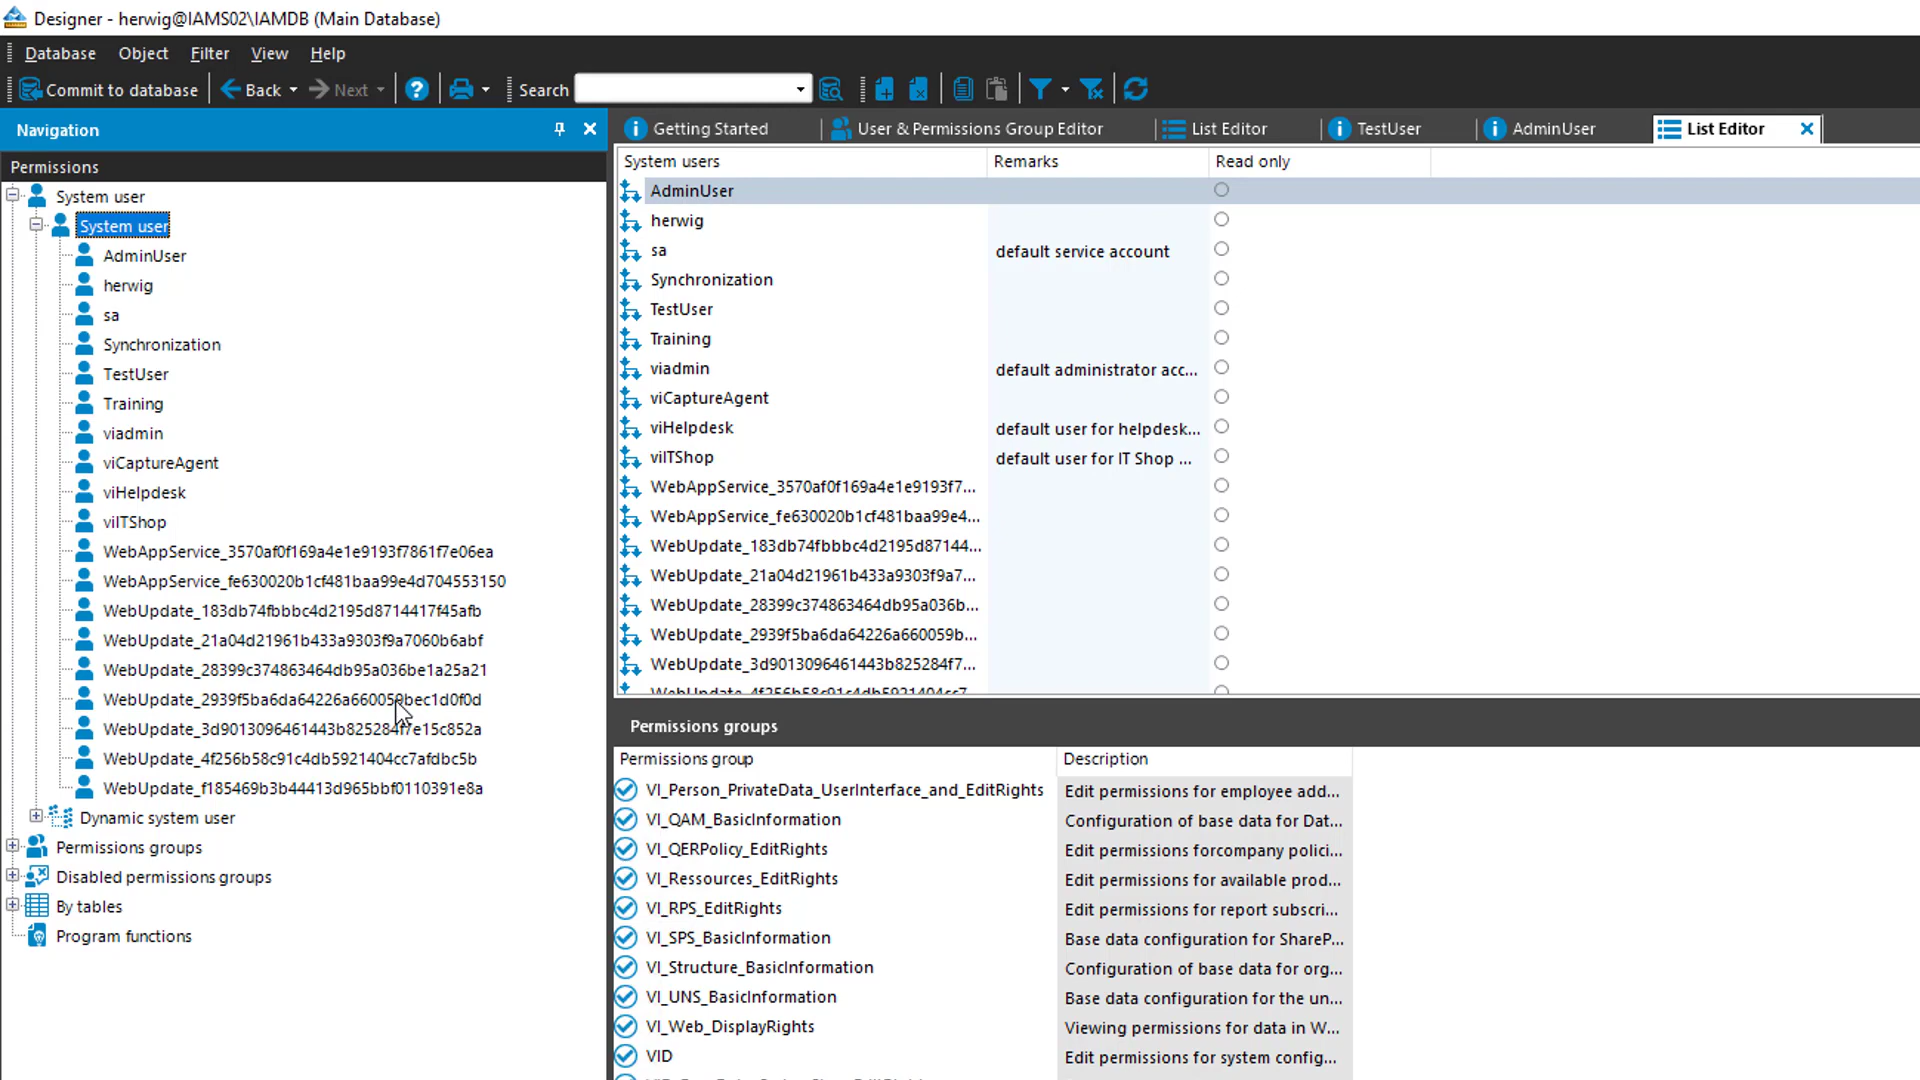 Designer - herwig@IAMS02\IAMDB (Main Database)
Database Object Filter View Help
Commit to database Back Next Search
Navigation
Permissions
System user
System user
AdminUser
herwig
sa
Synchronization
TestUser
Training
viadmin
viCaptureAgent
viHelpdesk
viITShop
WebAppService_3570af0f169a4e1e9193f7861f7e06ea
WebAppService_fe630020b1cf481baa99e4d704553150
WebUpdate_183db74fbbbc4d2195d8714417f45afb
WebUpdate_21a04d21961b433a9303f9a7060b6abf
WebUpdate_28399c374863464db95a036be1a25a21
WebUpdate_2939f5ba6da64226a660059bec1d0f0d
WebUpdate_3d9013096461443b825284f7e15c852a
WebUpdate_4f256b58c91c4db5921404cc7afdbc5b
WebUpdate_f185469b3b44413d965bbf0110391e8a
Dynamic system user
Permissions groups
Disabled permissions groups
By tables
Program functions
Getting Started User & Permissions Group Editor List Editor TestUser AdminUser List Editor
System users Remarks Read only
AdminUser
herwig
sa default service account
Synchronization
TestUser
Training
viadmin default administrator acc...
viCaptureAgent
viHelpdesk default user for helpdesk...
viITShop default user for IT Shop ...
WebAppService_3570af0f169a4e1e9193f7...
WebAppService_fe630020b1cf481baa99e4...
WebUpdate_183db74fbbbc4d2195d87144...
WebUpdate_21a04d21961b433a9303f9a7...
WebUpdate_28399c374863464db95a036b...
WebUpdate_2939f5ba6da64226a660059b...
WebUpdate_3d9013096461443b825284f7...
WebUpdate_4f256b58c91c4db5921404cc7...
Permissions groups
Permissions group Description
VI_Person_PrivateData_UserInterface_and_EditRights Edit permissions for employee add...
VI_QAM_BasicInformation Configuration of base data for Dat...
VI_QERPolicy_EditRights Edit permissions forcompany polici...
VI_Ressources_EditRights Edit permissions for available prod...
VI_RPS_EditRights Edit permissions for report subscri...
VI_SPS_BasicInformation Base data configuration for ShareP...
VI_Structure_BasicInformation Configuration of base data for org...
VI_UNS_BasicInformation Base data configuration for the un...
VI_Web_DisplayRights Viewing permissions for data in W...
VID Edit permissions for system config...